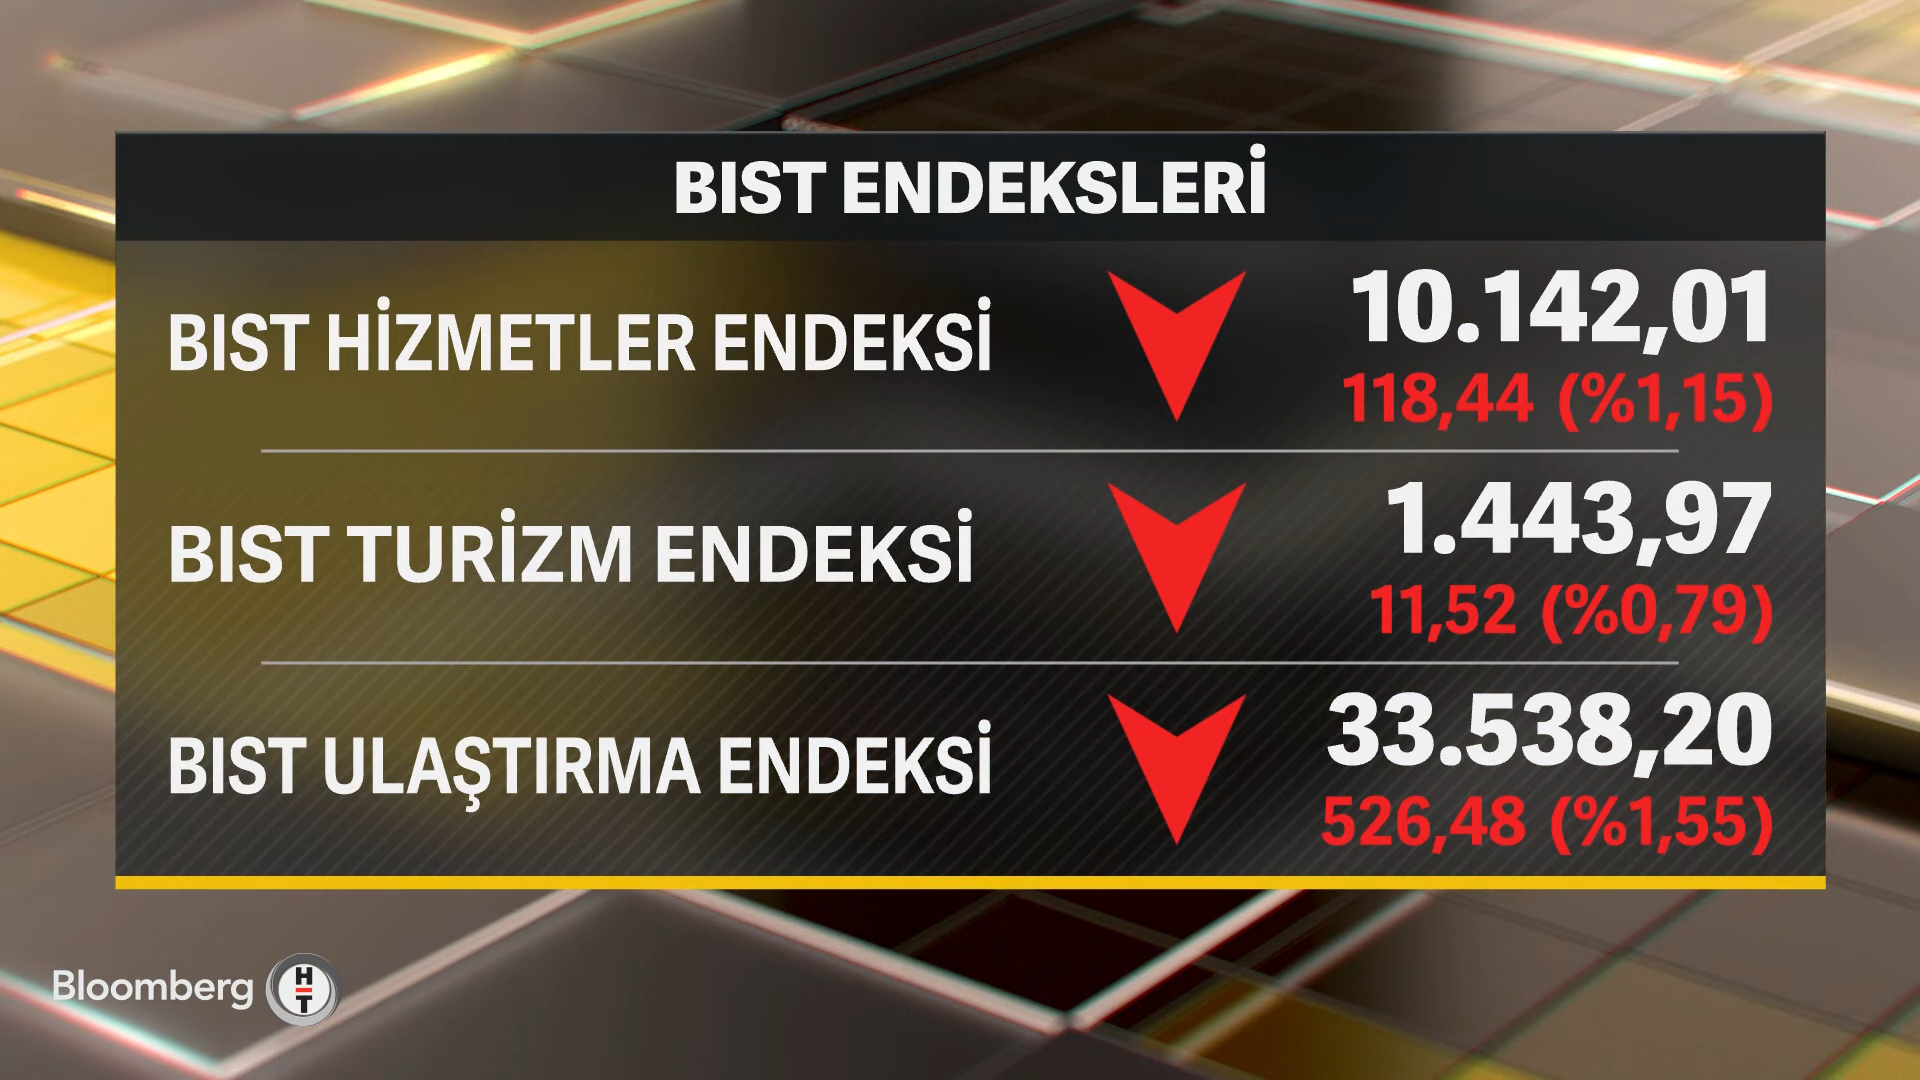 BIST ENDEKSLERİ
BIST HİZMETLER ENDEKSİ
10.142,01
118,44 (%1,15)
BIST TURİZM ENDEKSİ
1.443,97
11,52 (%0,79)
BIST ULAŞTIRMA ENDEKSİ
33.538,20
526,48 (%1,55)
Bloomberg HT